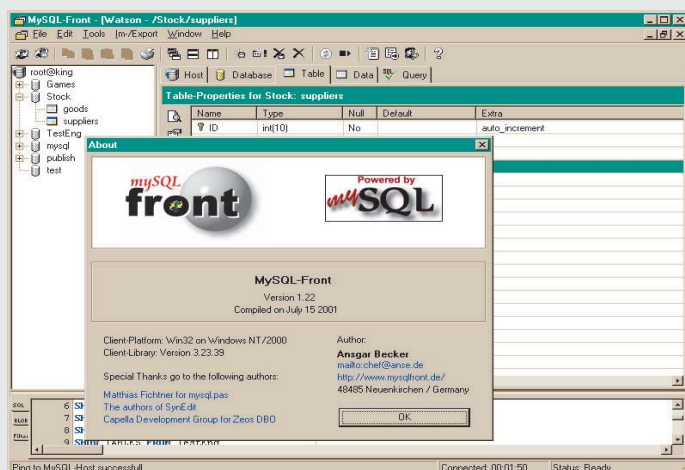 MySQL-Front - [Watson - /Stock/suppliers]
File Edit Tools Im-/Export Window Help
root@king
Games
Stock
goods
suppliers
TestEng
mysql
publish
test
Host Database Table Data SQL Query
Table-Properties for Stock: suppliers
Name Type Null Default Extra
ID int(10) No auto_increment
About
mySQL
front
Powered by
mySQL
MySQL-Front
Version 1.22
Compiled on July 15 2001
Client-Platform: Win32 on Windows NT/2000
Client-Library: Version 3.23.39
Special Thanks go to the following authors:
Matthias Fichtner for mysql.pas
The authors of SynEdit
Capella Development Group for Zeos DBO
Author:
Ansgar Becker
mailto:chef@anse.de
http://www.mysqlfront.de/
48485 Neuenkirchen / Germany
OK
SQL
BLOB
Filter
6 SH
7 SH
8 SH
9 SHOW TABLES FROM TestEng
Ping to MySQL-Host successfull Connected: 00:01:50 Status: Ready